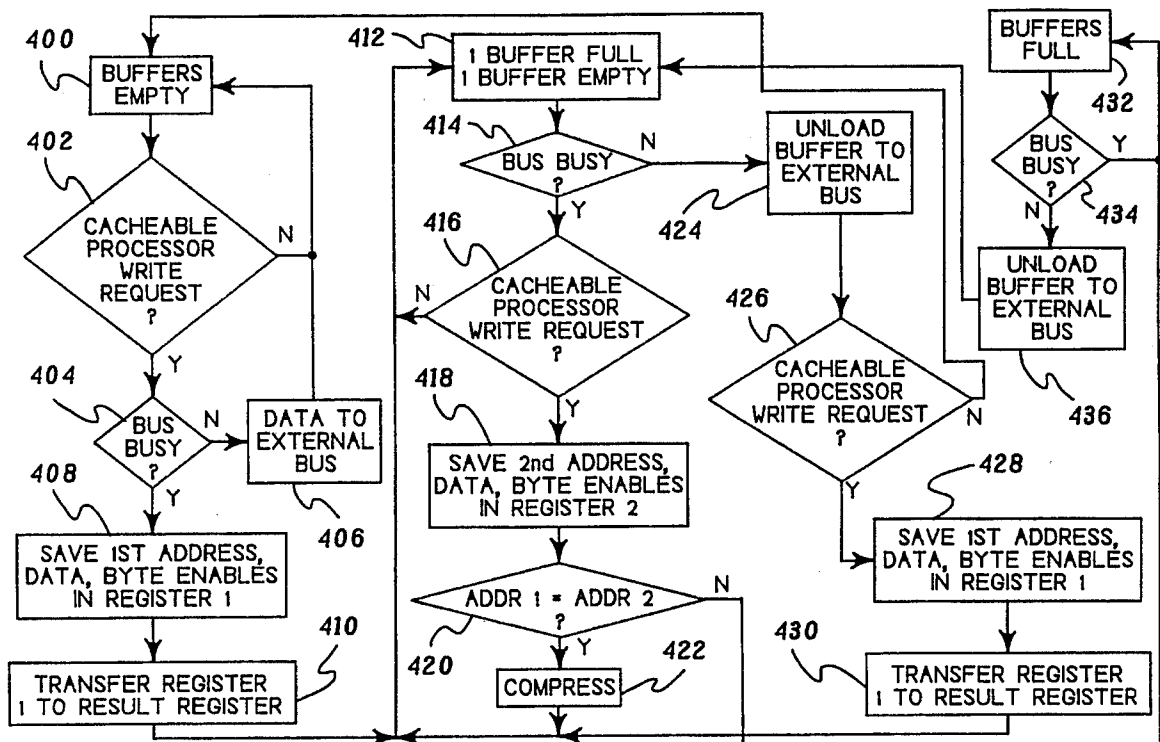 400
BUFFERS
EMPTY
402
CACHEABLE
PROCESSOR
WRITE
REQUEST
?
N
Y
404
BUS
BUSY
?
N
Y
DATA TO
EXTERNAL
BUS
406
408
SAVE 1ST ADDRESS,
DATA, BYTE ENABLES
IN REGISTER 1
410
TRANSFER REGISTER
1 TO RESULT REGISTER
412
1 BUFFER FULL
1 BUFFER EMPTY
414
BUS BUSY
?
N
Y
416
CACHEABLE
PROCESSOR
WRITE REQUEST
?
N
Y
418
SAVE 2nd ADDRESS,
DATA, BYTE ENABLES
IN REGISTER 2
ADDR 1 = ADDR 2
?
N
Y
420
COMPRESS
422
UNLOAD
BUFFER TO
EXTERNAL
BUS
424
426
CACHEABLE
PROCESSOR
WRITE REQUEST
?
N
Y
428
SAVE 1ST ADDRESS,
DATA, BYTE ENABLES
IN REGISTER 1
430
TRANSFER REGISTER
1 TO RESULT REGISTER
BUFFERS
FULL
432
BUS
BUSY
?
Y
N
434
UNLOAD
BUFFER TO
EXTERNAL
BUS
436